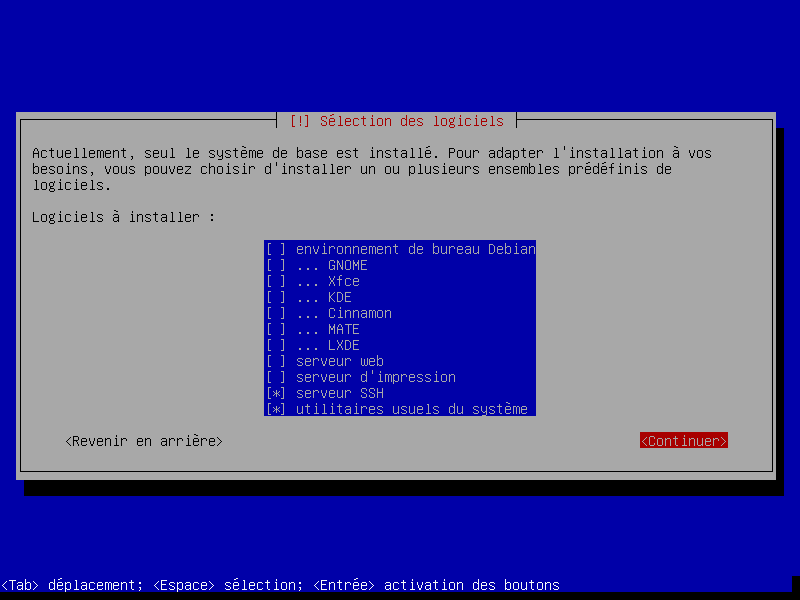 [!] Sélection des logiciels
Actuellement, seul le système de base est installé. Pour adapter l'installation à vos
besoins, vous pouvez choisir d'installer un ou plusieurs ensembles prédéfinis de
logiciels.
Logiciels à installer :
[ ] environnement de bureau Debian
[ ] ... GNOME
[ ] ... Xfce
[ ] ... KDE
[ ] ... Cinnamon
[ ] ... MATE
[ ] ... LXDE
[ ] serveur web
[ ] serveur d'impression
[*] serveur SSH
[*] utilitaires usuels du système
<Revenir en arrière> <Continuer>
<Tab> déplacement; <Espace> sélection; <Entrée> activation des boutons